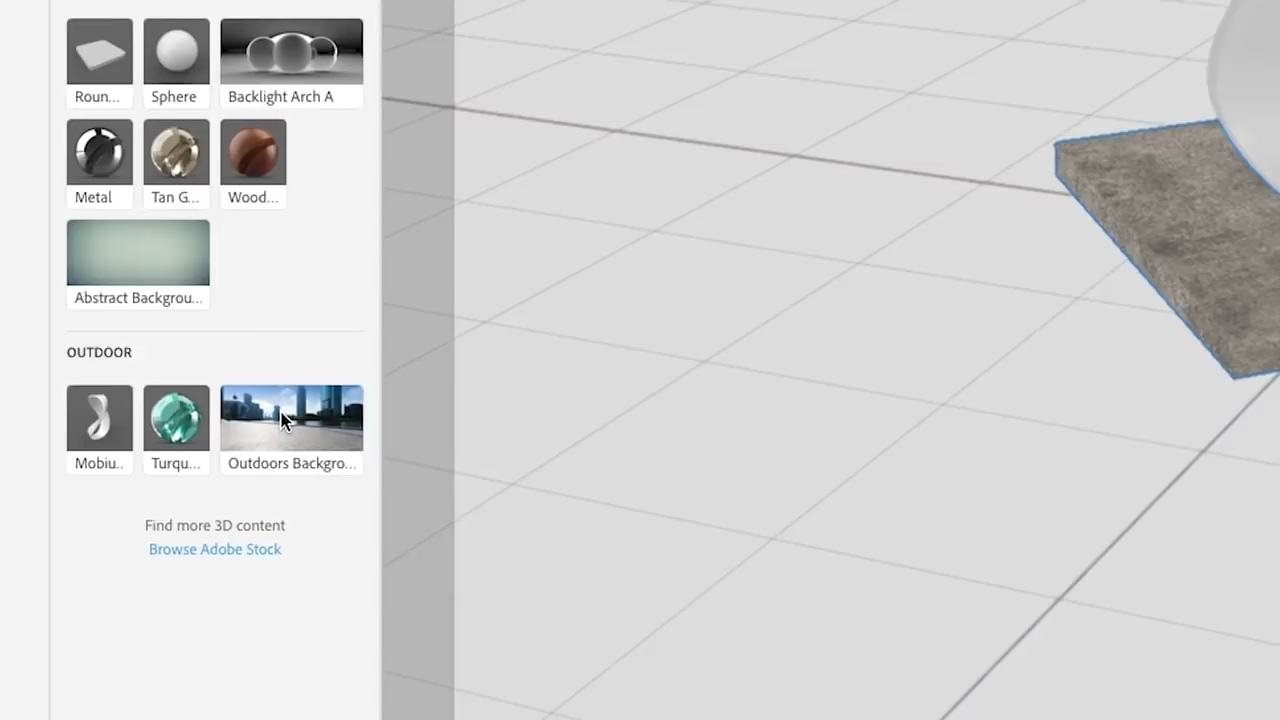 Roun...
Sphere
Backlight Arch A
Metal
Tan G...
Wood...
Abstract Backgrou...
OUTDOOR
Mobiu..
Turqu...
Outdoors Backgro...
Find more 3D content
Browse Adobe Stock